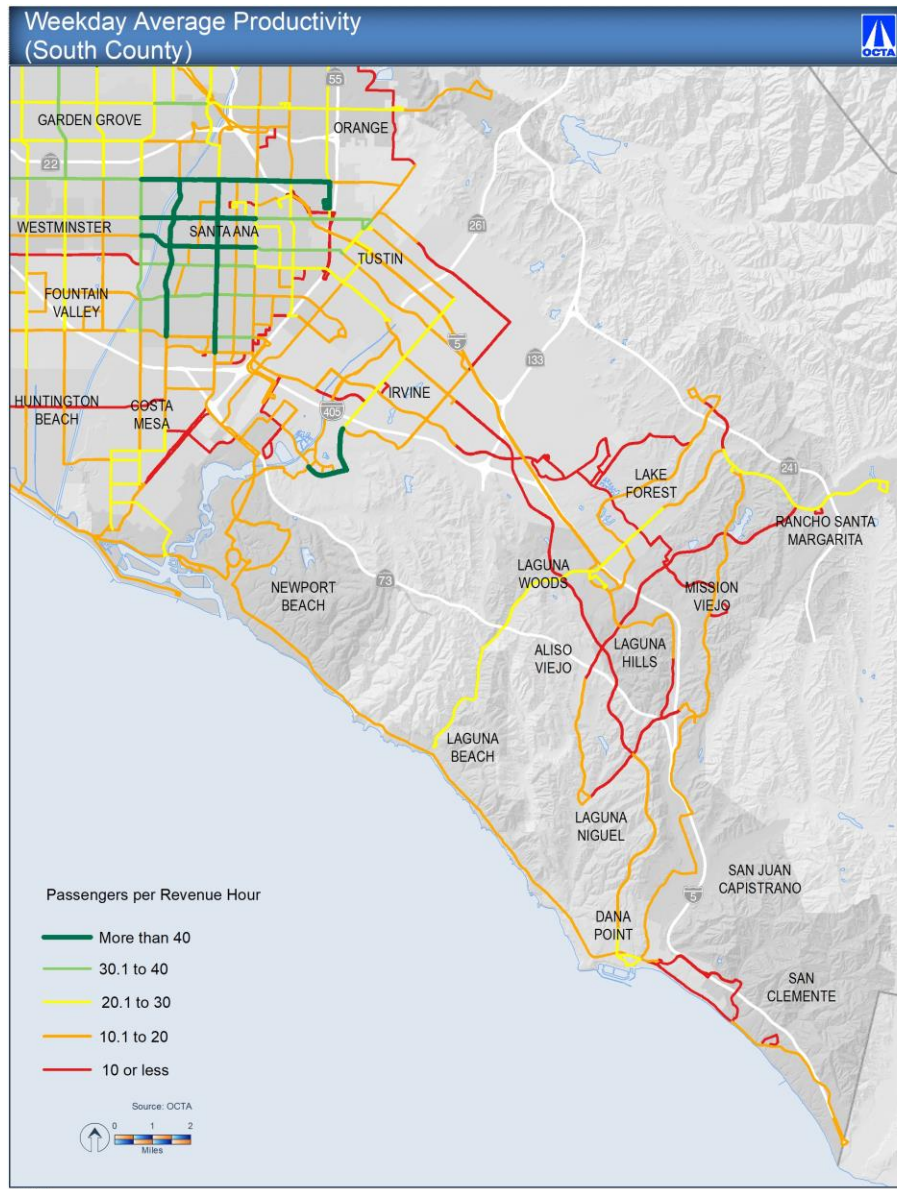 Weekday Average Productivity
(South County)
OCTA
55
GARDEN GROVE
ORANGE
22
261
WESTMINSTER
SANTA ANA
TUSTIN
FOUNTAIN
VALLEY
5
133
HUNTINGTON
BEACH
COSTA
MESA
405
IRVINE
241
LAKE
FOREST
RANCHO SANTA
MARGARITA
LAGUNA
WOODS
73
NEWPORT
BEACH
MISSION
VIEJO
ALISO
VIEJO
LAGUNA
HILLS
LAGUNA
BEACH
LAGUNA
NIGUEL
SAN JUAN
CAPISTRANO
5
DANA
POINT
SAN
CLEMENTE
Passengers per Revenue Hour
More than 40
30.1 to 40
20.1 to 30
10.1 to 20
10 or less
Source: OCTA
0 1 2
Miles